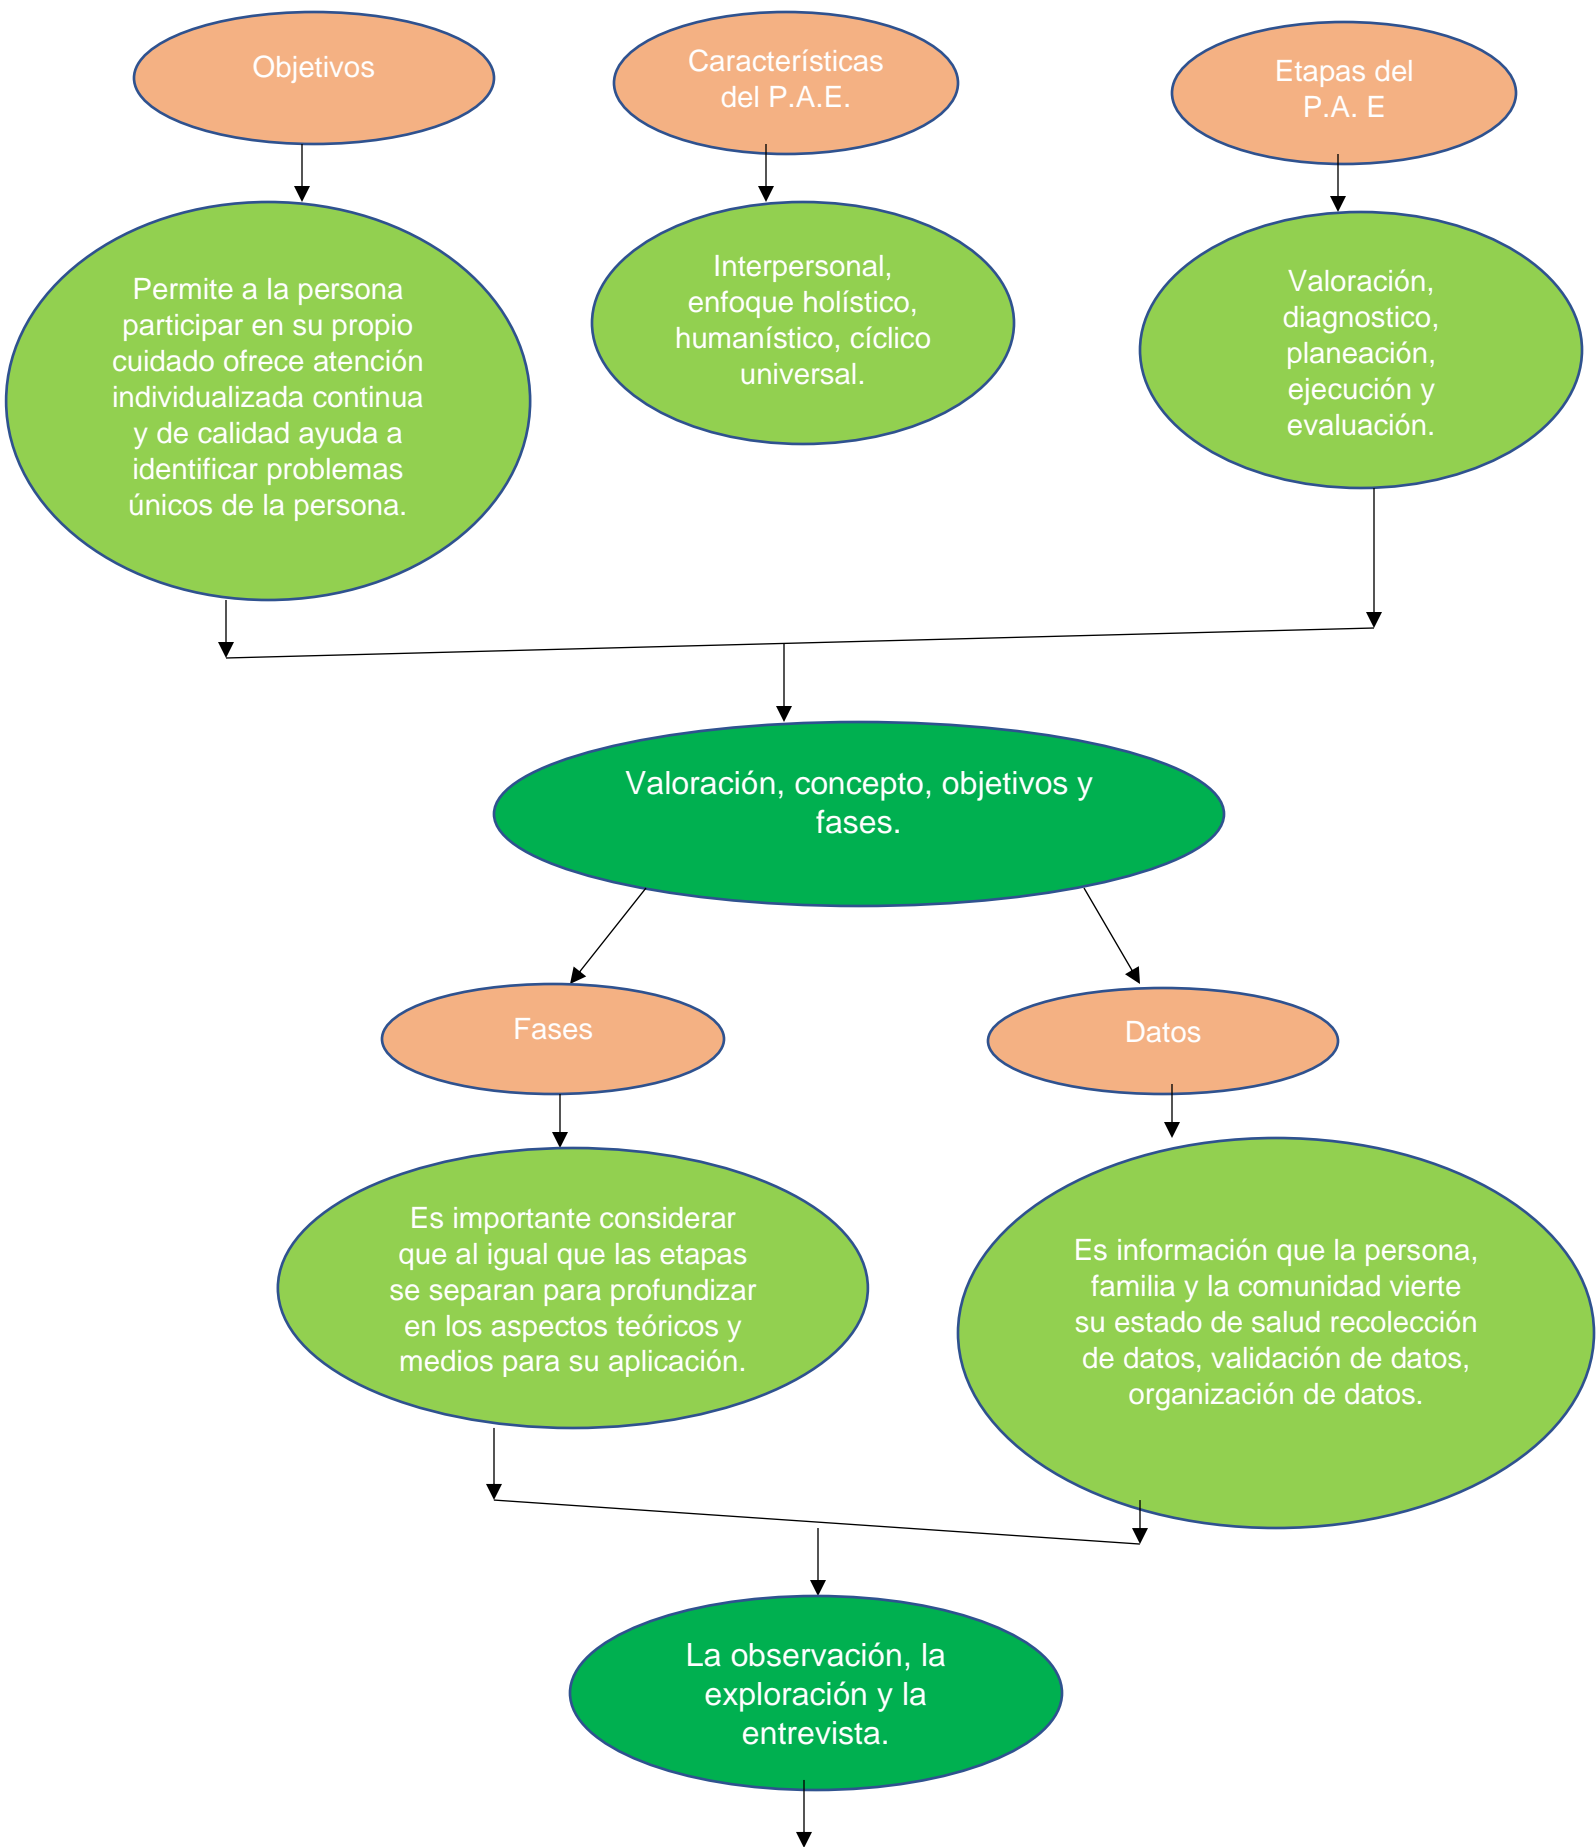 Objetivos
Características
del P.A.E.
Etapas del
P.A. E
Permite a la persona
participar en su propio
cuidado ofrece atención
individualizada continua
y de calidad ayuda a
identificar problemas
únicos de la persona.
Interpersonal,
enfoque holístico,
humanístico, cíclico
universal.
Valoración,
diagnostico,
planeación,
ejecución y
evaluación.
Valoración, concepto, objetivos y
fases.
Fases
Datos
Es importante considerar
que al igual que las etapas
se separan para profundizar
en los aspectos teóricos y
medios para su aplicación.
Es información que la persona,
familia y la comunidad vierte
su estado de salud recolección
de datos, validación de datos,
organización de datos.
La observación, la
exploración y la
entrevista.